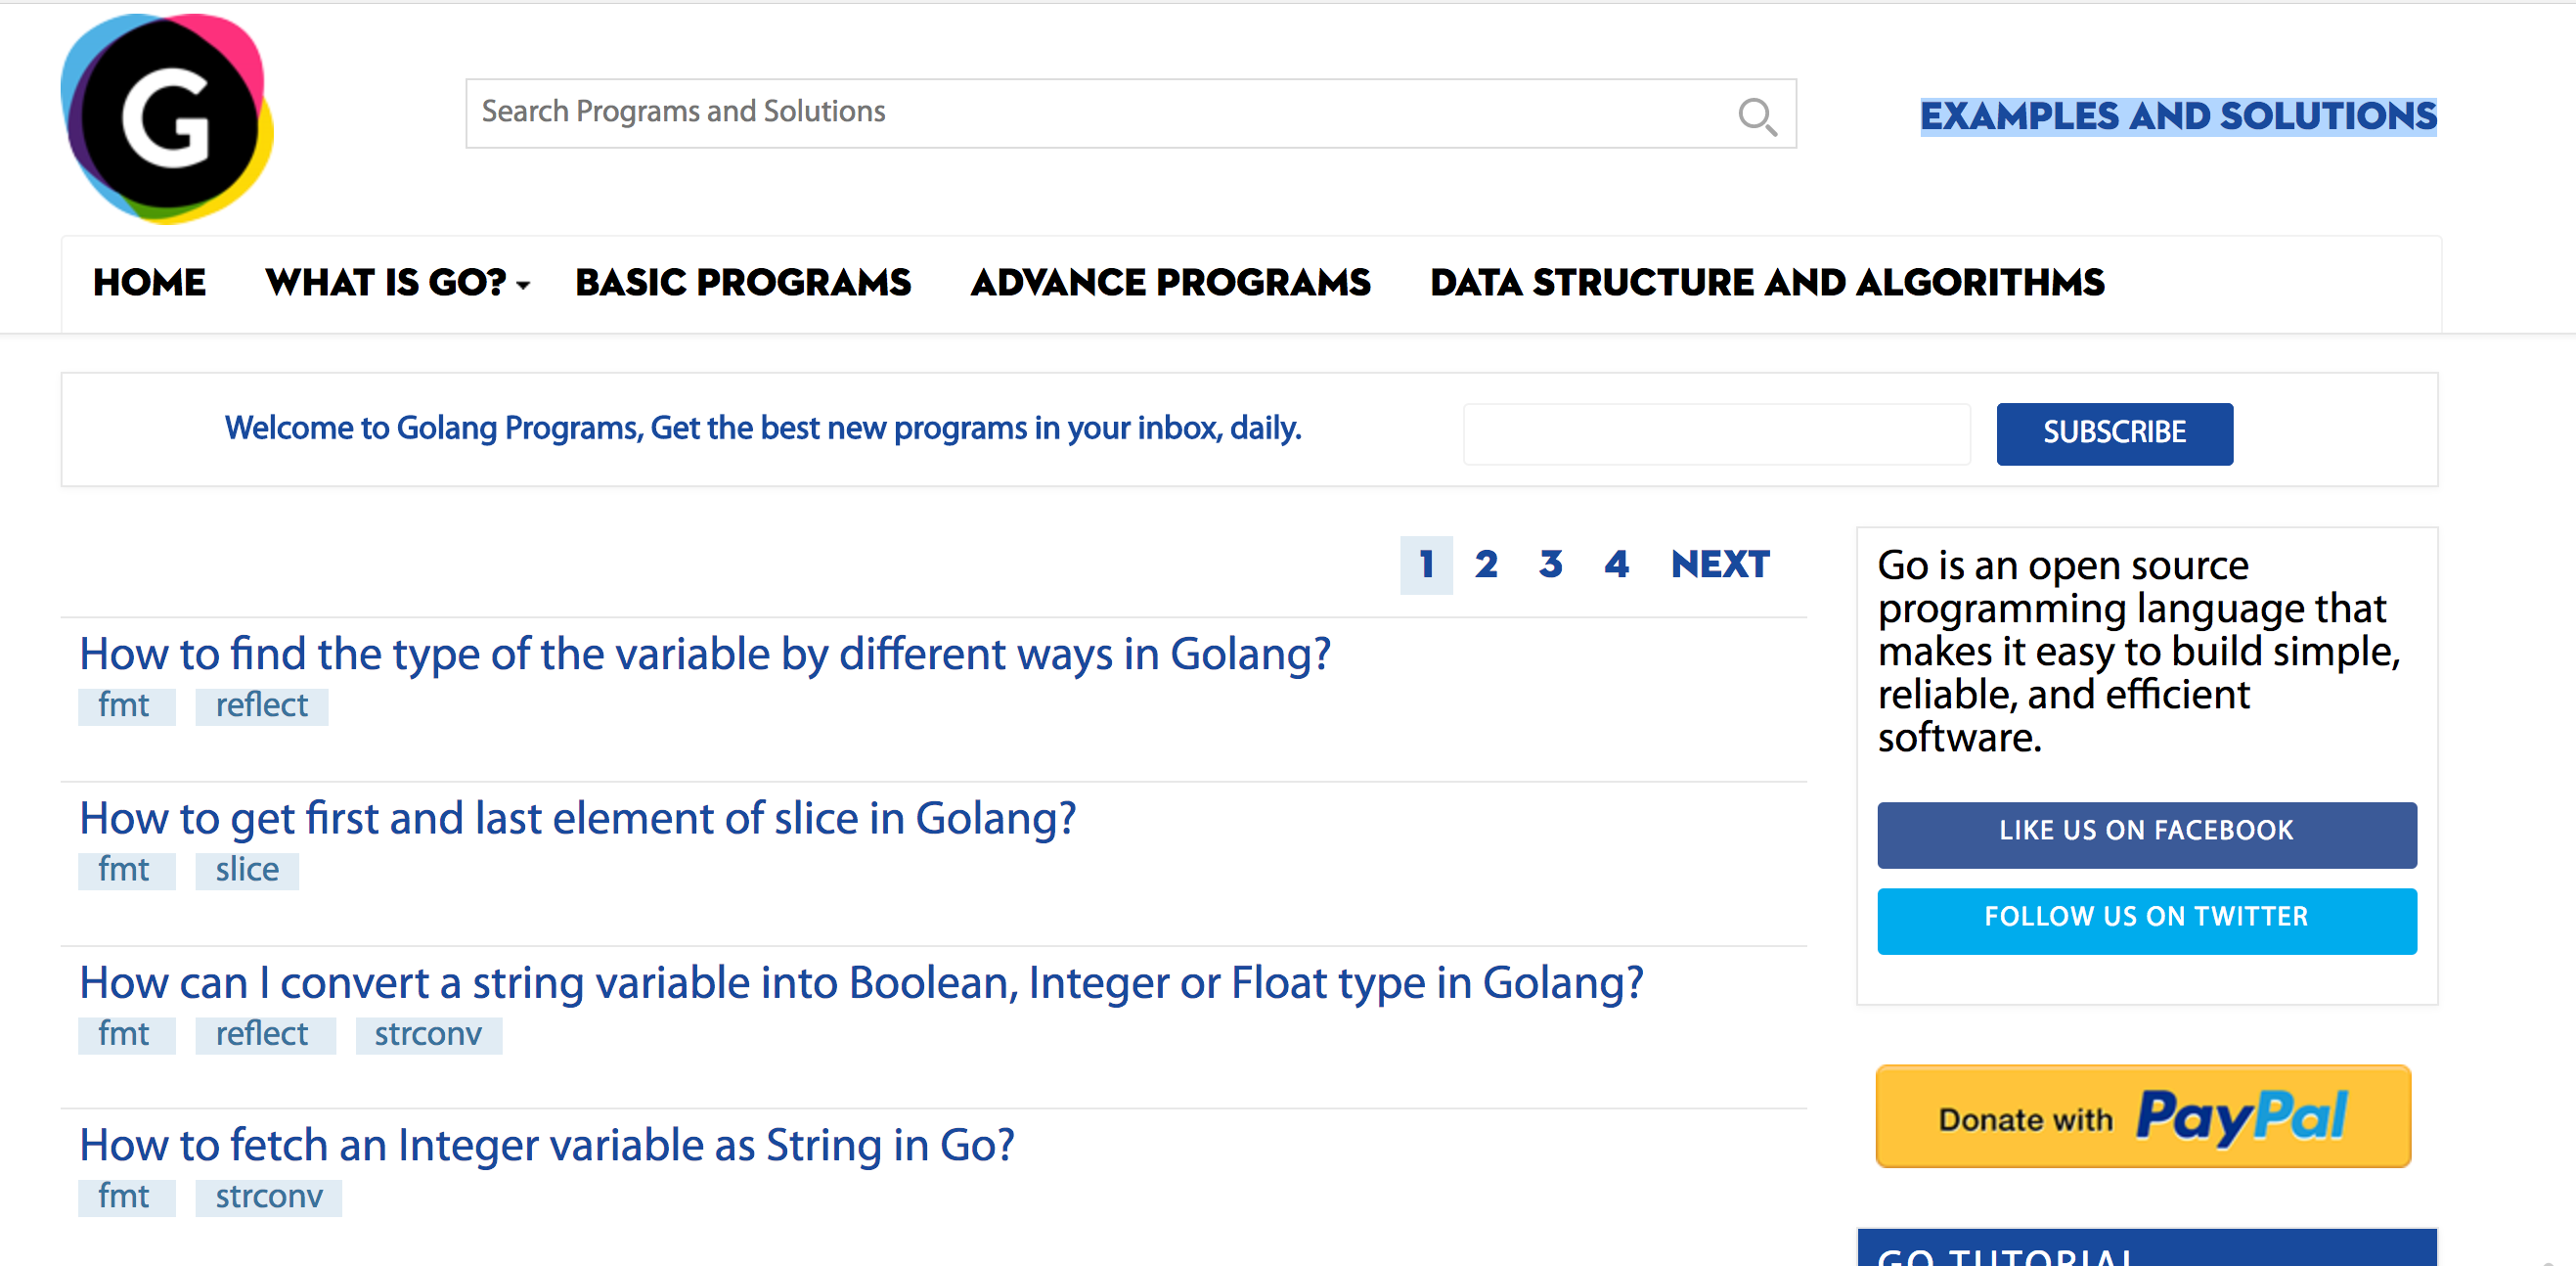 G
Search Programs and Solutions
EXAMPLES AND SOLUTIONS
HOME WHAT IS GO? BASIC PROGRAMS ADVANCE PROGRAMS DATA STRUCTURE AND ALGORITHMS
Welcome to Golang Programs, Get the best new programs in your inbox, daily.
SUBSCRIBE
1 2 3 4 NEXT
How to find the type of the variable by different ways in Golang?
fmt reflect
How to get first and last element of slice in Golang?
fmt slice
How can I convert a string variable into Boolean, Integer or Float type in Golang?
fmt reflect strconv
How to fetch an Integer variable as String in Go?
fmt strconv
Go is an open source
programming language that
makes it easy to build simple,
reliable, and efficient
software.
LIKE US ON FACEBOOK
FOLLOW US ON TWITTER
Donate with PayPal
GO TUTORIAL